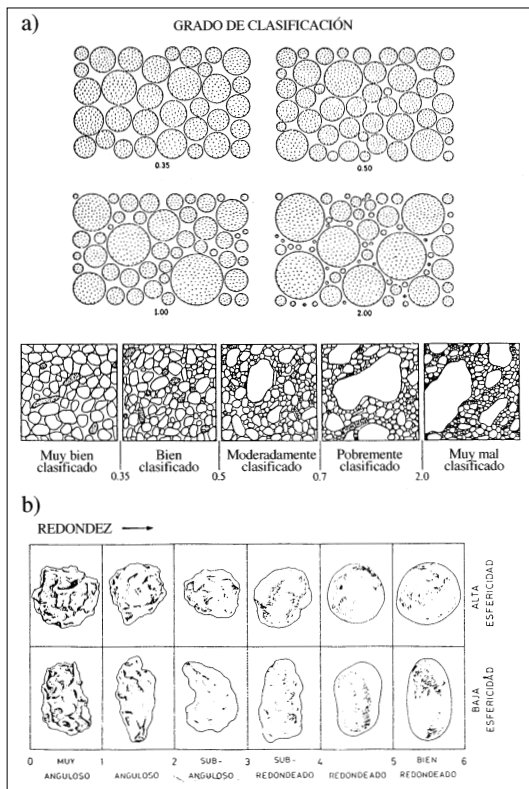 a)
GRADO DE CLASIFICACIÓN
0.35
0.50
1.00
2.00
Muy bien clasificado
Bien clasificado
Moderadamente clasificado
Pobremente clasificado
Muy mal clasificado
0.35
0.5
0.7
2.0
b)
REDONDEZ
ALTA ESFERICIDAD
BAJA ESFERICIDAD
0
1
2
3
4
5
6
MUY ANGULOSO
ANGULOSO
SUB-ANGULOSO
SUB-REDONDEADO
REDONDEADO
BIEN REDONDEADO